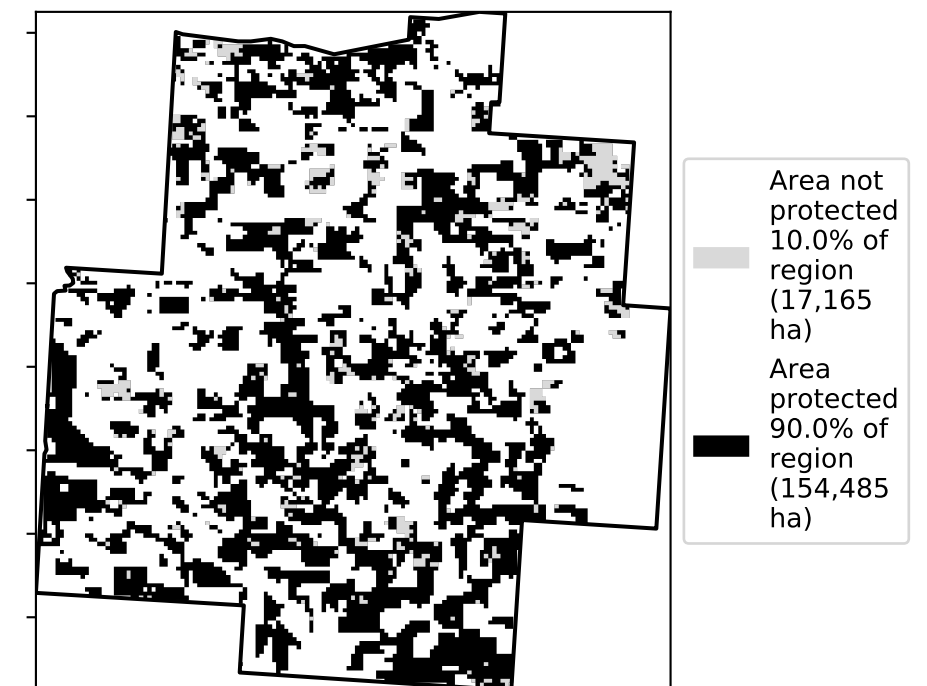 Area not
protected
10.0% of
region
(17,165
ha)
Area
protected
90.0% of
region
(154,485
ha)